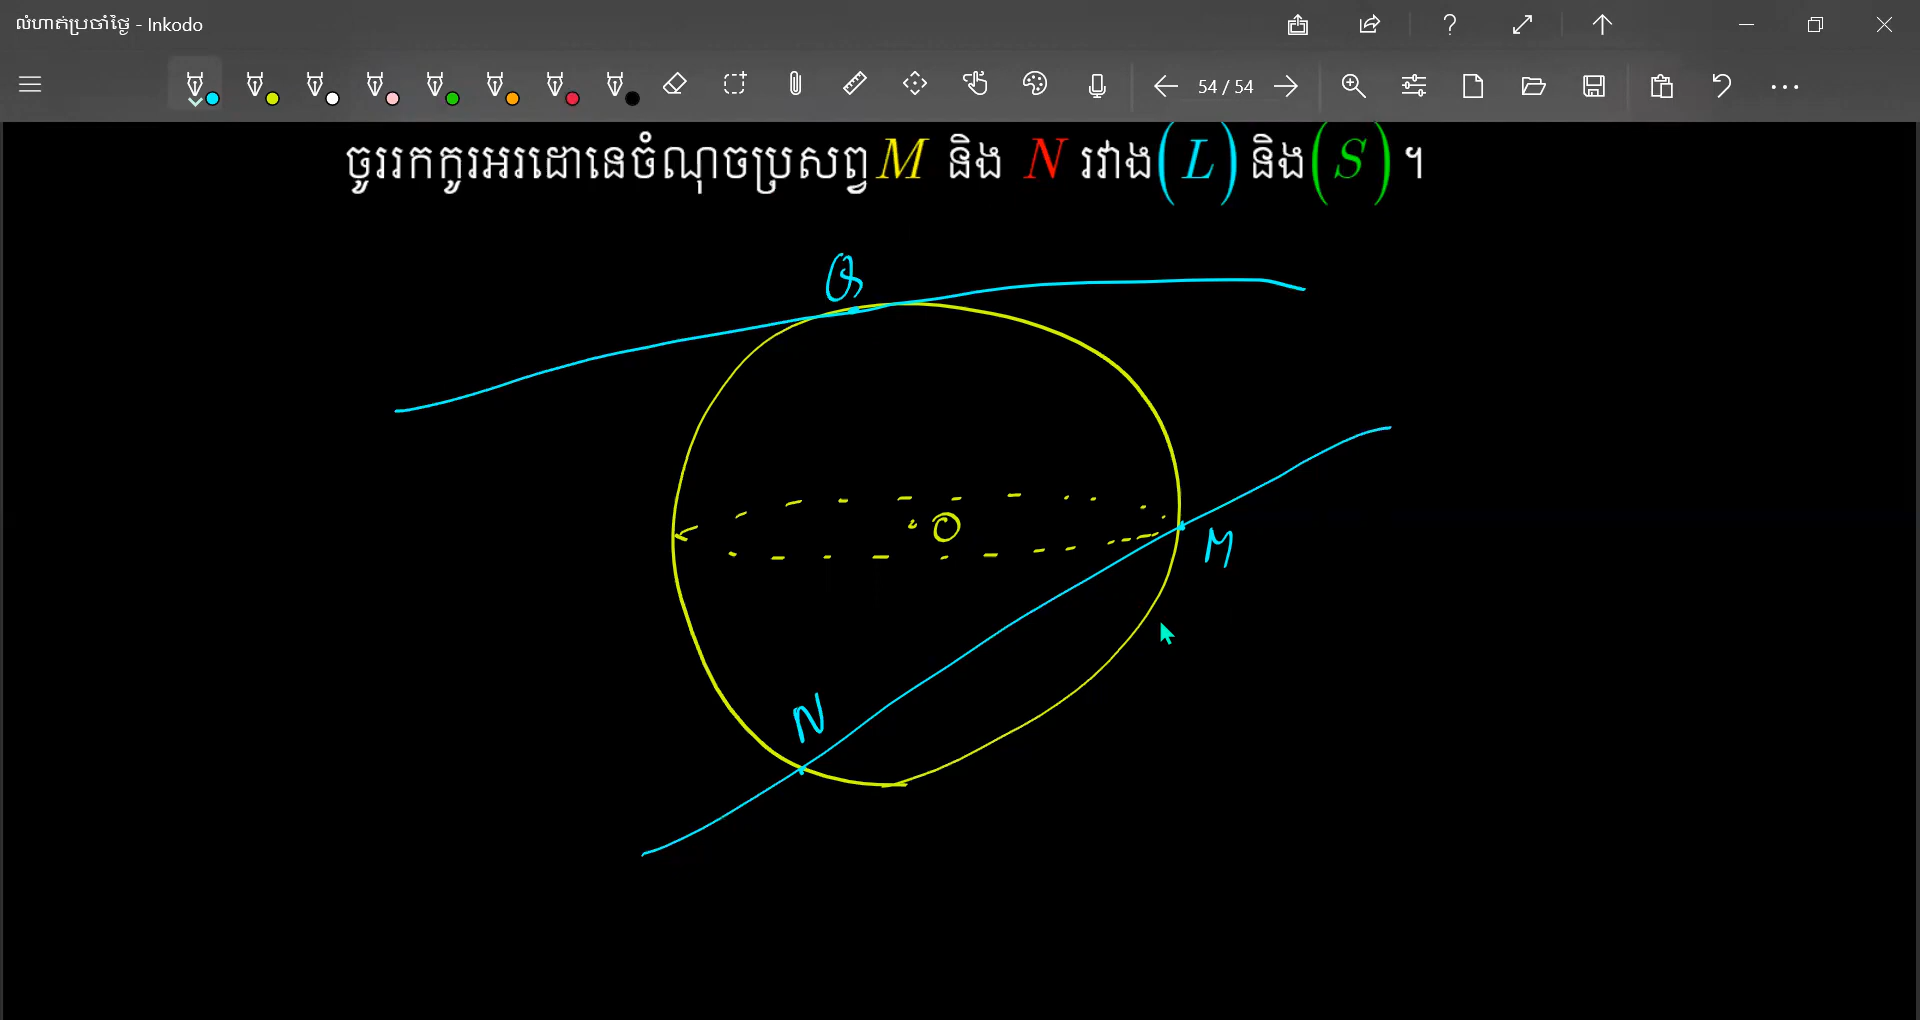 លំហាត់ប្រចាំថ្ងៃ - Inkodo
54 / 54
ចូររកកូរអរដោនេចំណុចប្រសព្វ M និង N រវាង (L) និង (S) ។
O
M
N